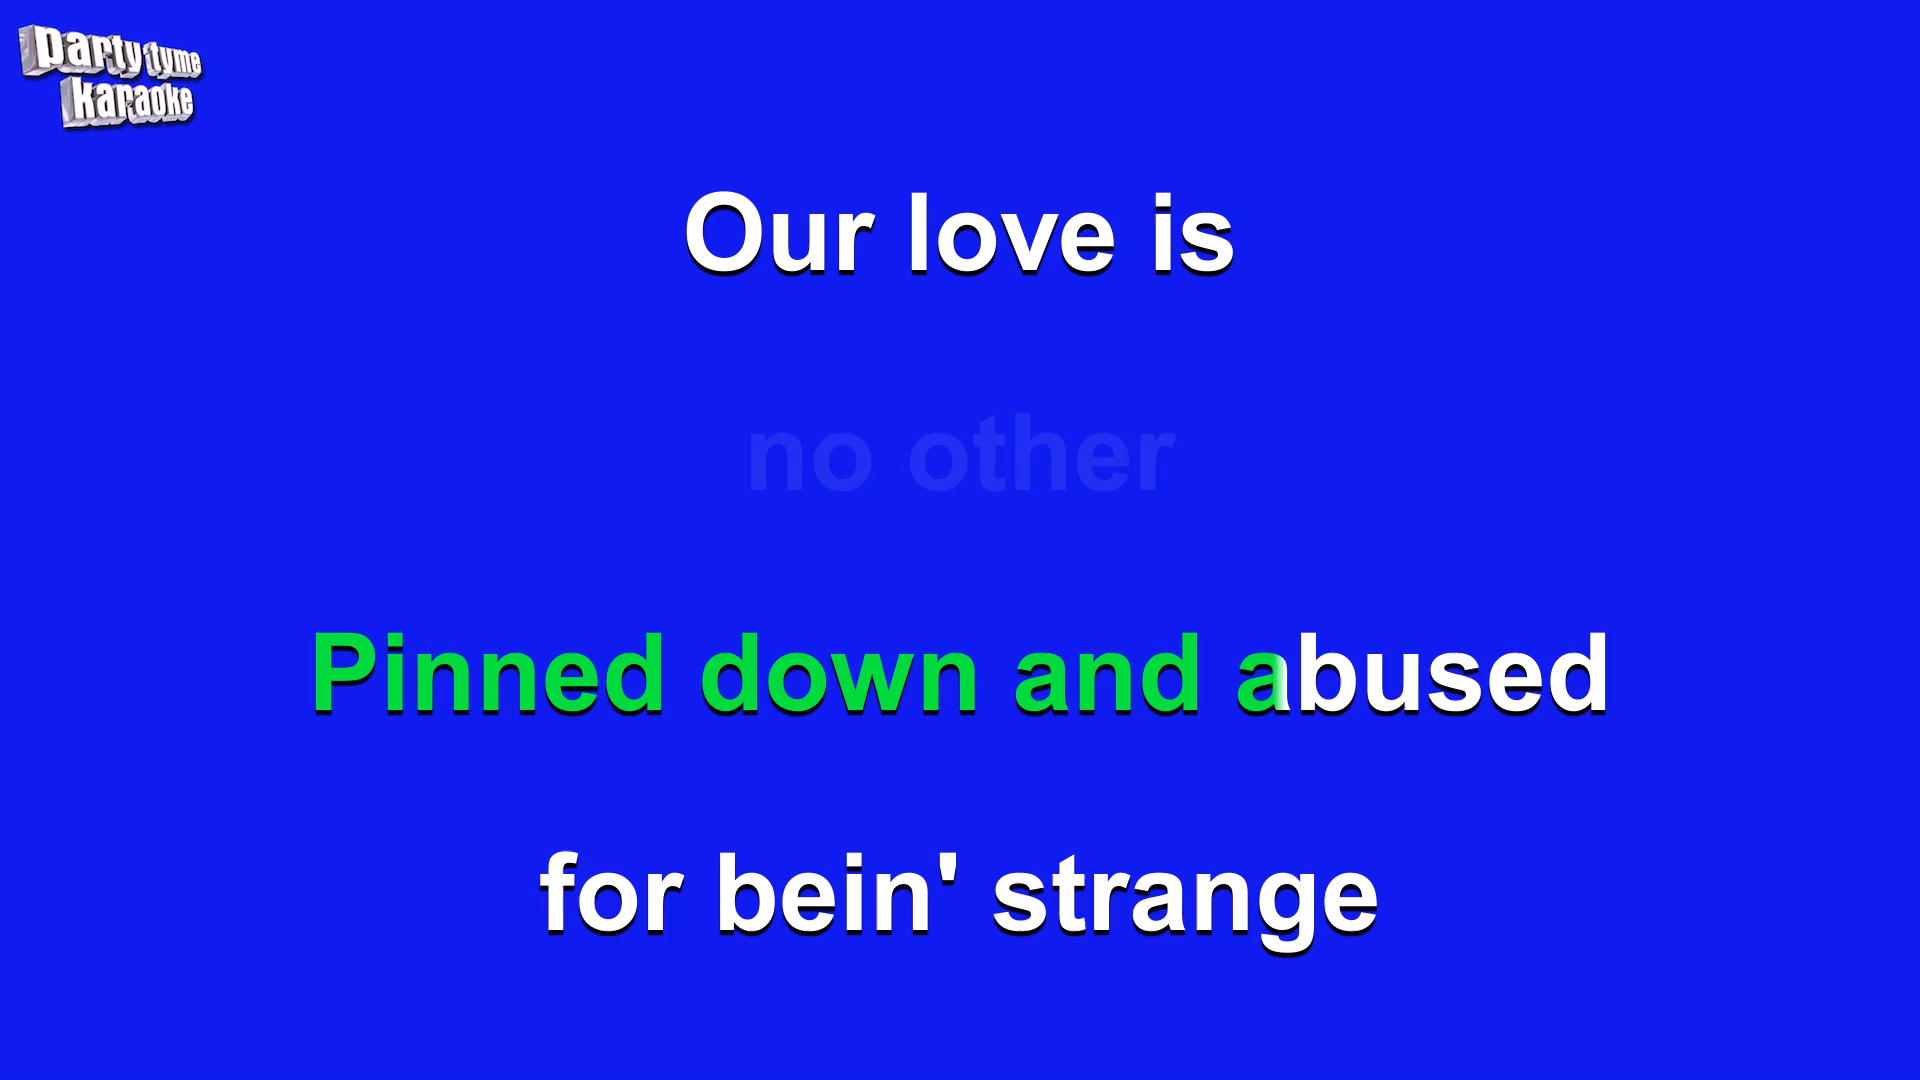 party tyme
karaoke
Our love is
no other
Pinned down and abused
for bein' strange